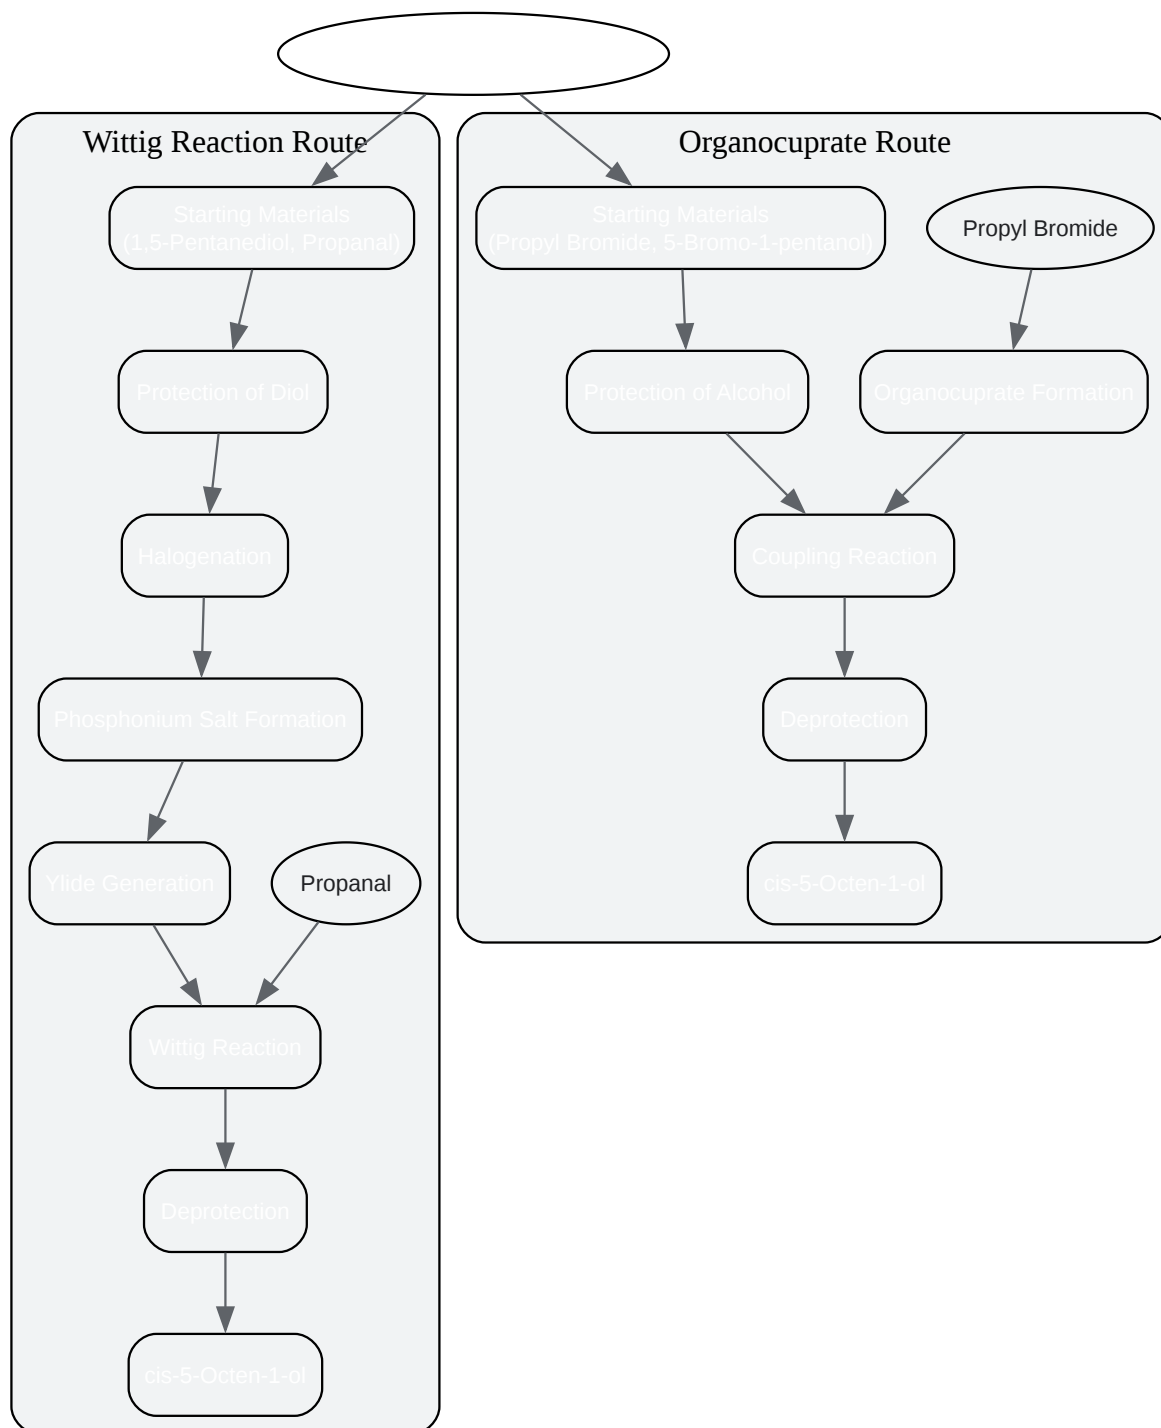 Wittig Reaction Route
Starting Materials
(1,5-Pentanediol, Propanal)
Protection of Diol
Halogenation
Phosphonium Salt Formation
Ylide Generation
Propanal
Wittig Reaction
Deprotection
cis-5-Octen-1-ol
Organocuprate Route
Starting Materials
(Propyl Bromide, 5-Bromo-1-pentanol)
Propyl Bromide
Protection of Alcohol
Organocuprate Formation
Coupling Reaction
Deprotection
cis-5-Octen-1-ol